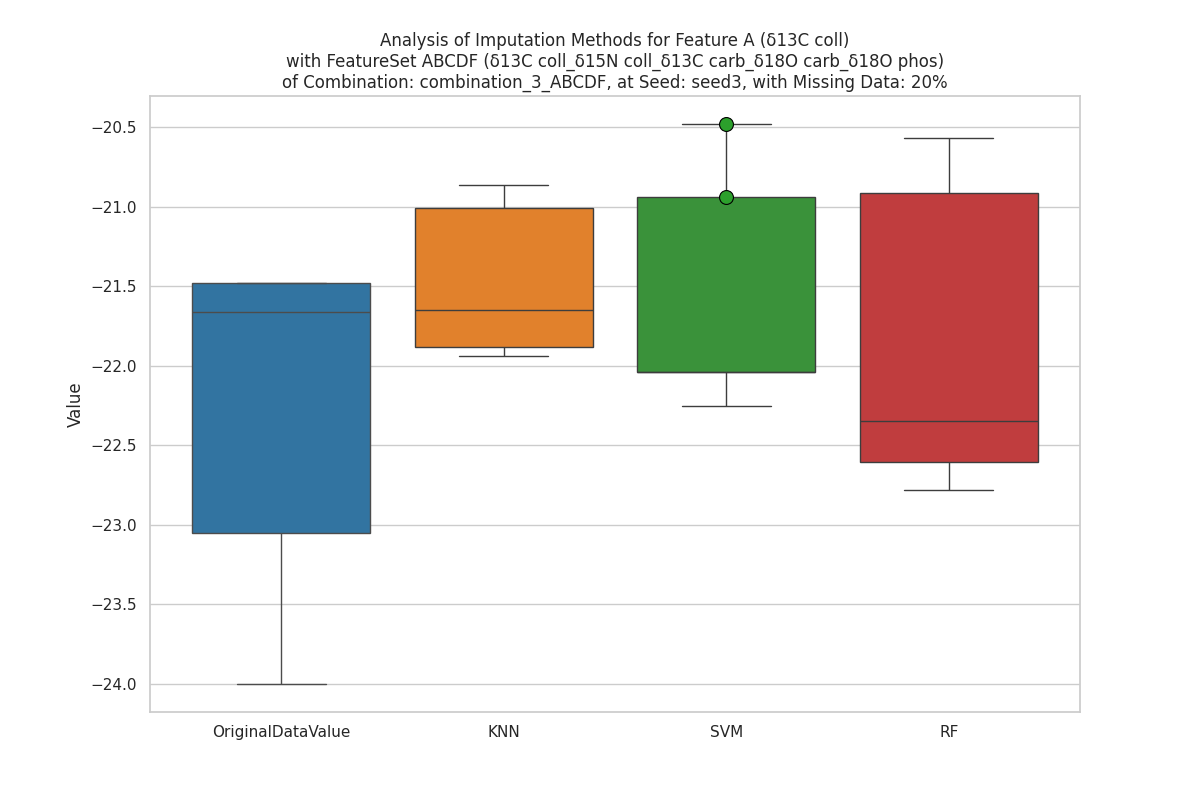 Analysis of Imputation Methods for Feature A (δ13C coll)
with FeatureSet ABCDF (δ13C coll_δ15N coll_δ13C carb_δ18O carb_δ18O phos)
of Combination: combination_3_ABCDF, at Seed: seed3, with Missing Data: 20%
−20.5
−21.0
−21.5
−22.0
−22.5
−23.0
−23.5
−24.0
Value
OriginalDataValue
KNN
SVM
RF